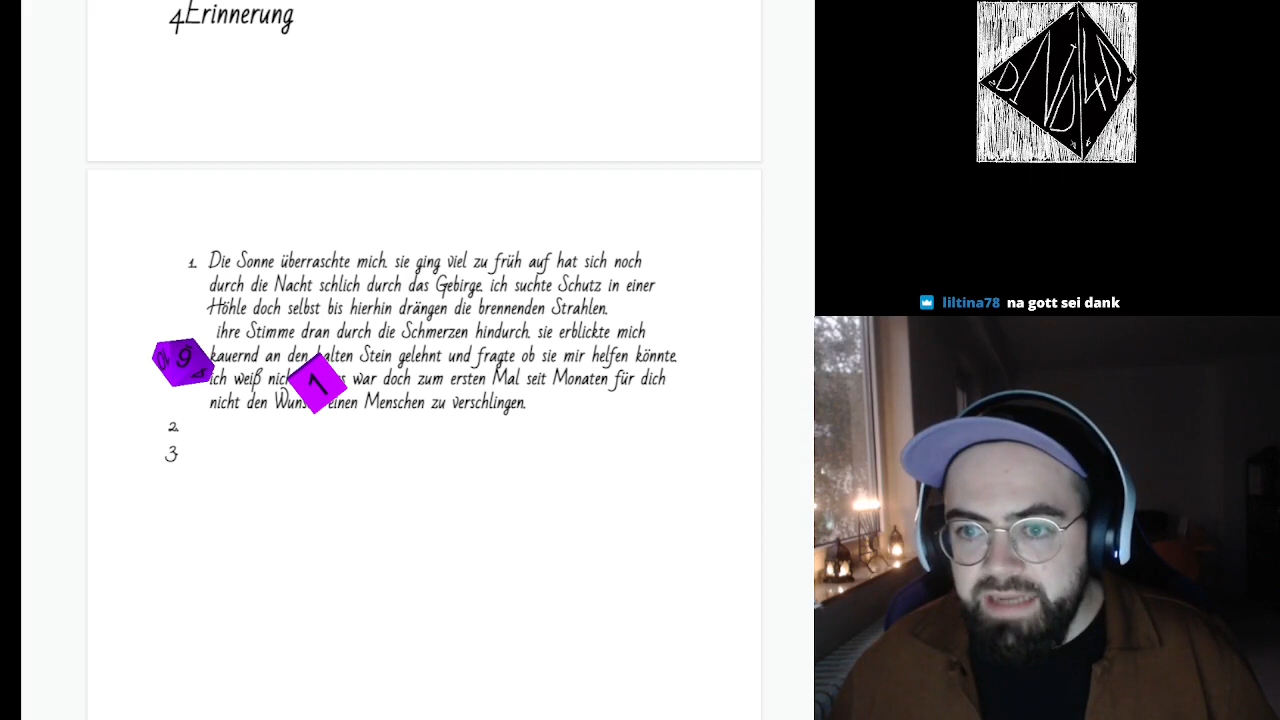 4 Erinnerung
1. Die Sonne überraschte mich. sie ging viel zu früh auf hat sich noch
durch die Nacht schlich durch das Gebirge. ich suchte Schutz in einer
Höhle doch selbst bis hierhin drängen die brennenden Strahlen.
ihre Stimme dran durch die Schmerzen hindurch. sie erblickte mich
kauernd an den kalten Stein gelehnt und fragte ob sie mir helfen könnte.
ich weiß war doch zum ersten Mal seit Monaten für dich
nicht den einen Menschen zu verschlingen.
2.
3
9
1
liltina78 na gott sei dank